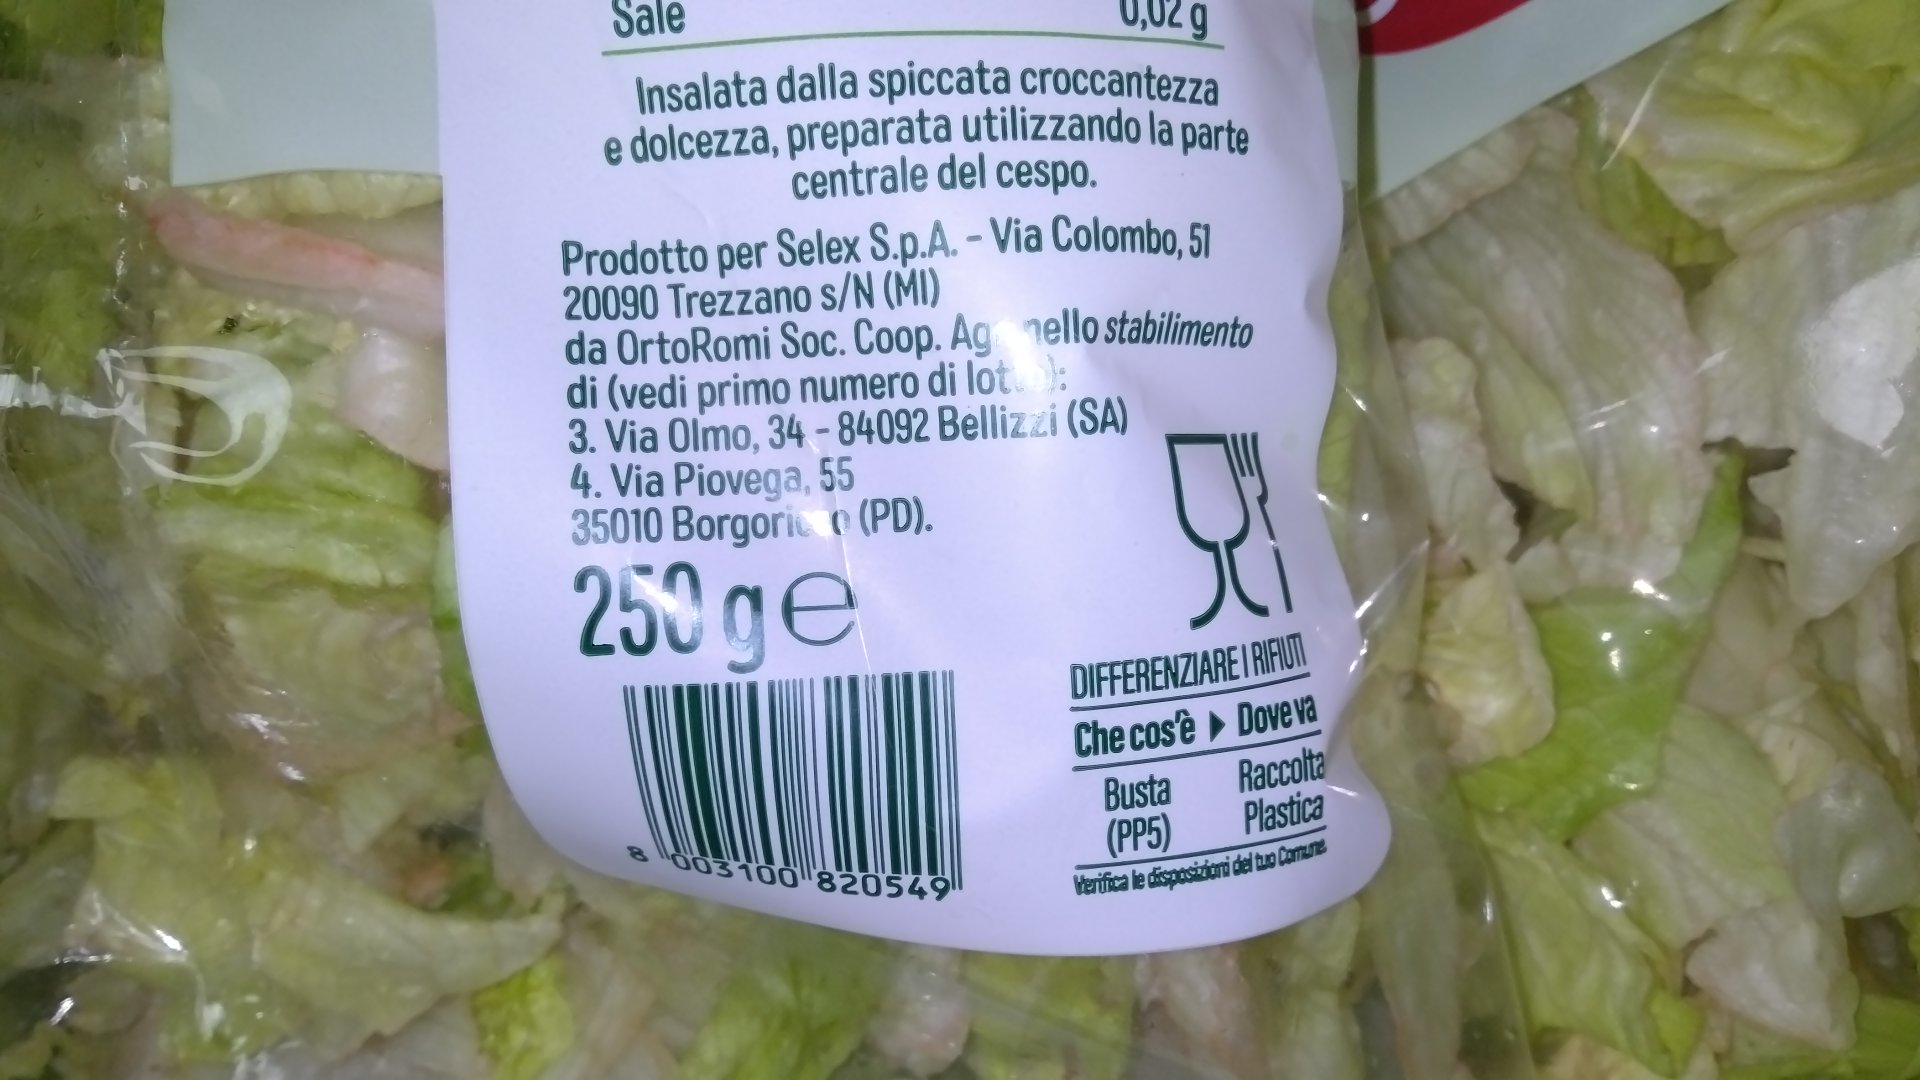 Sale 0,02 g
Insalata dalla spiccata croccantezza
e dolcezza, preparata utilizzando la parte
centrale del cespo.
Prodotto per Selex S.p.A. - Via Colombo, 51
20090 Trezzano s/N (MI)
da OrtoRomi Soc. Coop. stabilimento
di (vedi primo numero di
3. Via Olmo, 34 - 84092 Bellizzi (SA)
4. Via Piovega, 55
35010 (PD).
250 g e
DIFFERENZIARE I RIFIUTI
Che cos'è ▶ Dove va
Busta Raccolta
(PP5) Plastica
Verifica le disposizioni del tuo Comune
8 003100 820549